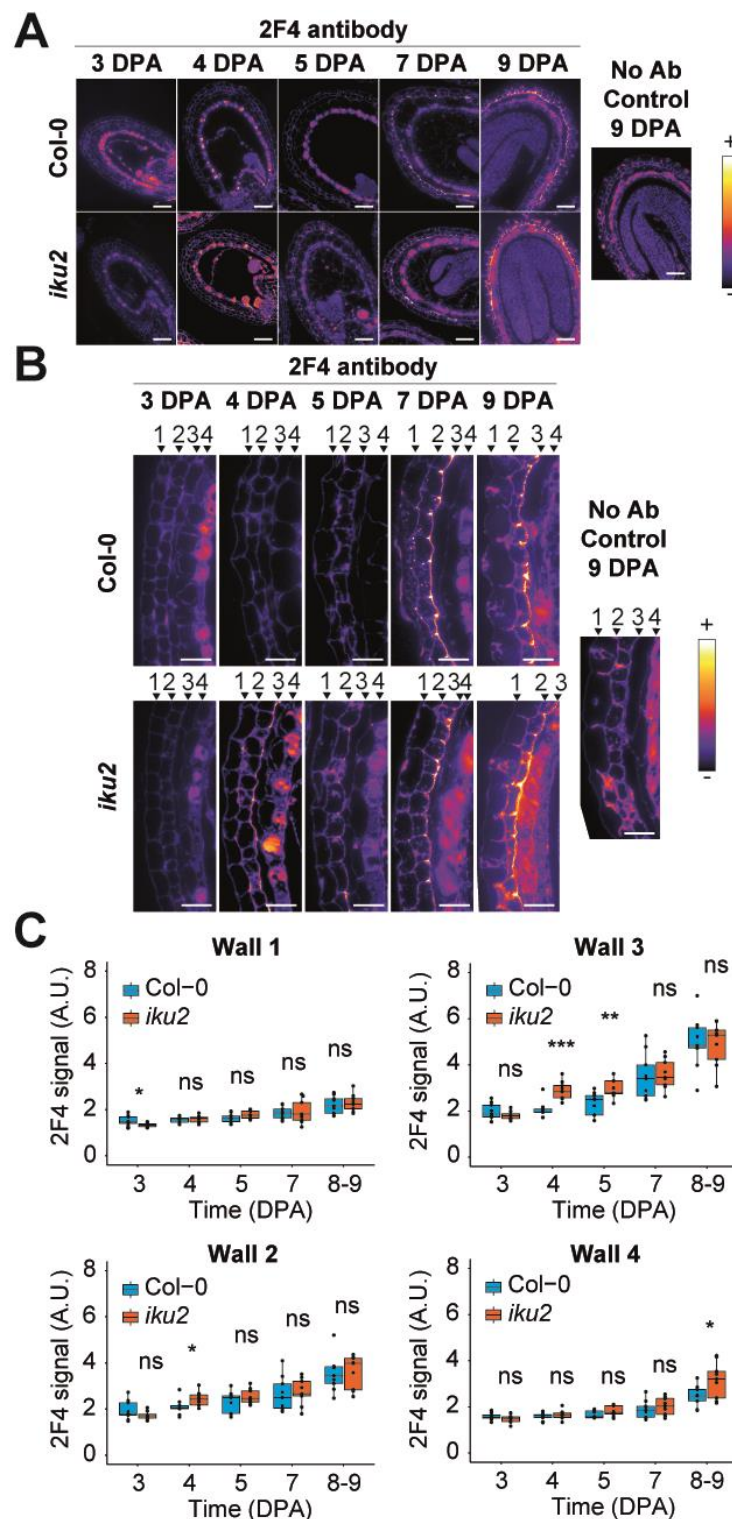 A
2F4 antibody
3 DPA 4 DPA 5 DPA 7 DPA 9 DPA
No Ab
Control
9 DPA
Col-0
iku2
+
-
B
2F4 antibody
3 DPA 4 DPA 5 DPA 7 DPA 9 DPA
1 2 3 4 1 2 3 4 1 2 3 4 1 2 3 4 1 2 3 4
Col-0
No Ab
Control
9 DPA
1 2 3 4
+
-
1 2 3 4 1 2 3 4 1 2 3 4 1 2 3 4 1 2 3
iku2
C
Wall 1
2F4 signal (A.U.)
8
6
4
2
0
Col-0
iku2
* ns ns ns ns
3 4 5 7 8-9
Time (DPA)
Wall 3
2F4 signal (A.U.)
8
6
4
2
0
Col-0
iku2
ns *** ** ns ns
3 4 5 7 8-9
Time (DPA)
Wall 2
2F4 signal (A.U.)
8
6
4
2
0
Col-0
iku2
ns * ns ns ns
3 4 5 7 8-9
Time (DPA)
Wall 4
2F4 signal (A.U.)
8
6
4
2
0
Col-0
iku2
ns ns ns ns *
3 4 5 7 8-9
Time (DPA)